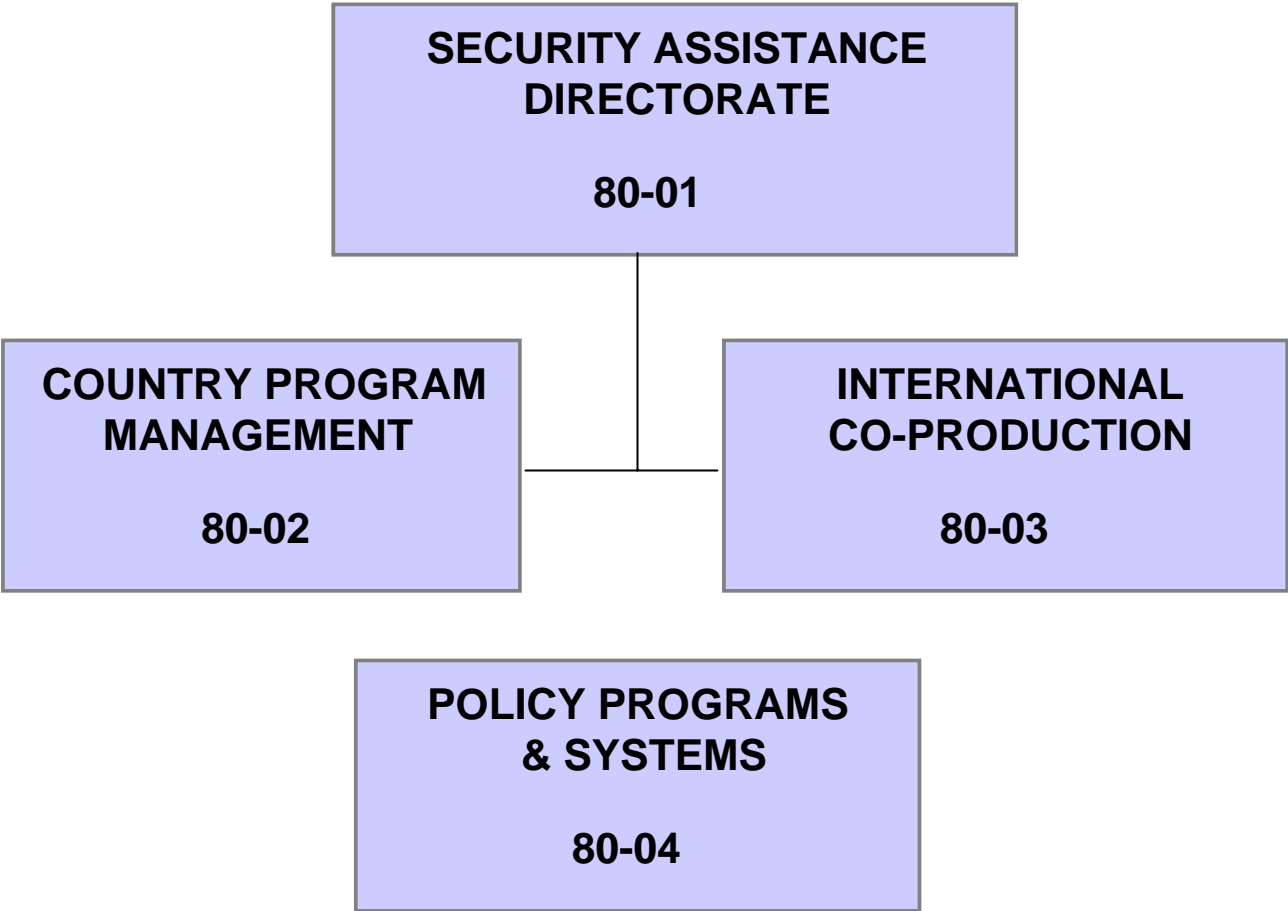 SECURITY ASSISTANCE
DIRECTORATE
80-01
COUNTRY PROGRAM
MANAGEMENT
80-02
INTERNATIONAL
CO-PRODUCTION
80-03
POLICY PROGRAMS
& SYSTEMS
80-04